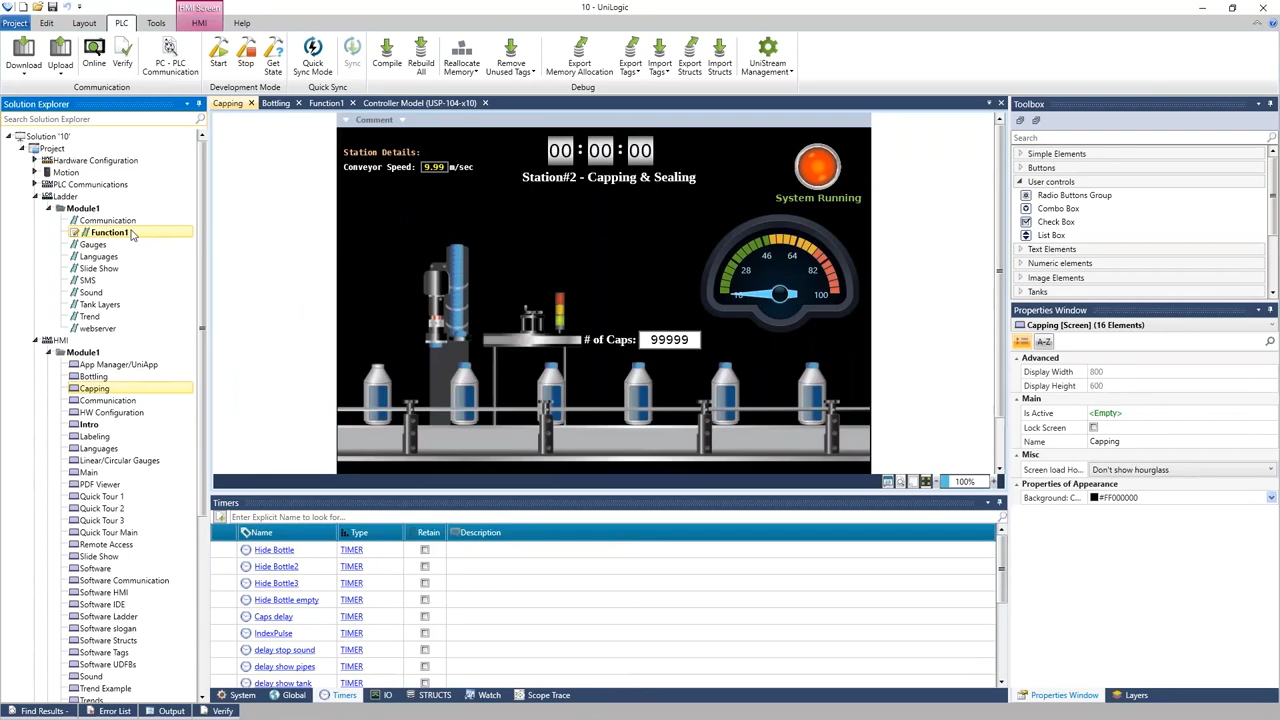 10 - UniLogic
HMI Screen
Project Edit Layout PLC Tools HMI Help
Download Upload Online Verify PC - PLC Communication Start Stop Get State Quick Sync Mode Sync Compile Rebuild All Reallocate Memory Remove Unused Tags Export Memory Allocation Export Tags Import Tags Export Structs Import Structs UniStream Management
Communication Development Mode Quick Sync Debug
Solution Explorer
Search Solution Explorer
Solution '10'
Project
Hardware Configuration
Motion
PLC Communications
Ladder
Module1
Communication
Function1
Gauges
Languages
Slide Show
SMS
Sound
Tank Layers
Trend
webserver
HMI
Module1
App Manager/UniApp
Bottling
Capping
Communication
HW Configuration
Intro
Labeling
Languages
Linear/Circular Gauges
Main
PDF Viewer
Quick Tour 1
Quick Tour 2
Quick Tour 3
Quick Tour Main
Remote Access
Slide Show
Software
Software Communication
Software HMI
Software IDE
Software Ladder
Software slogan
Software Structs
Software Tags
Software UDFBs
Sound
Trend Example
Trends
Capping Bottling Function1 Controller Model (USP-104-x10)
Comment
Station Details:
Conveyor Speed: 9.99 m/sec
00 : 00 : 00
Station#2 - Capping & Sealing
System Running
46 64
28 82
10 100
# of Caps: 99999
100%
Timers
Enter Explicit Name to look for...
Name Type Retain Description
Hide Bottle TIMER
Hide Bottle2 TIMER
Hide Bottle3 TIMER
Hide Bottle empty TIMER
Caps delay TIMER
IndexPulse TIMER
delay stop sound TIMER
delay show pipes TIMER
delay show tank TIMER
System Global Timers IO STRUCTS Watch Scope Trace
Toolbox
Search
Simple Elements
Buttons
User controls
Radio Buttons Group
Combo Box
Check Box
List Box
Text Elements
Numeric elements
Image Elements
Tanks
Properties Window
Capping [Screen] (16 Elements)
A-Z
Advanced
Display Width 800
Display Height 600
Main
Is Active <Empty>
Lock Screen
Name Capping
Misc
Screen load Ho... Don't show hourglass
Properties of Appearance
Background: C... #FF000000
Properties Window Layers
Find Results - Error List Output Verify